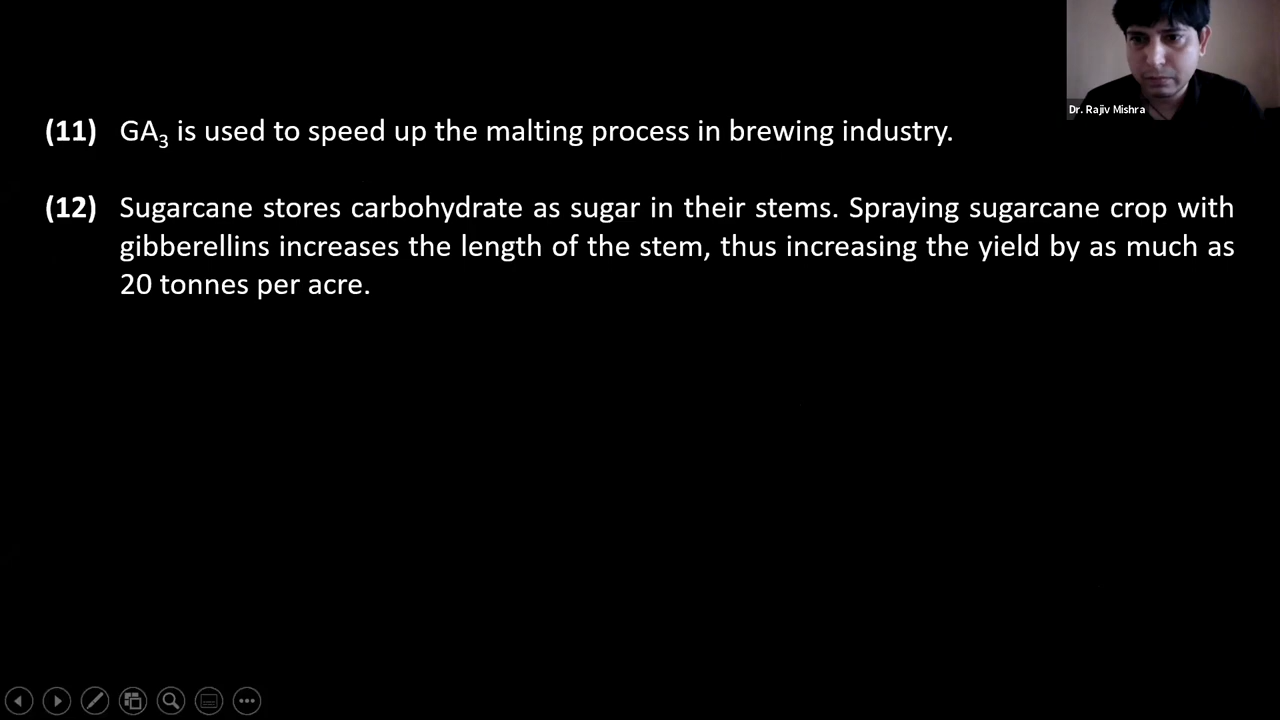 Dr. Rajiv Mishra
(11) GA₃ is used to speed up the malting process in brewing industry.
(12) Sugarcane stores carbohydrate as sugar in their stems. Spraying sugarcane crop with
gibberellins increases the length of the stem, thus increasing the yield by as much as
20 tonnes per acre.